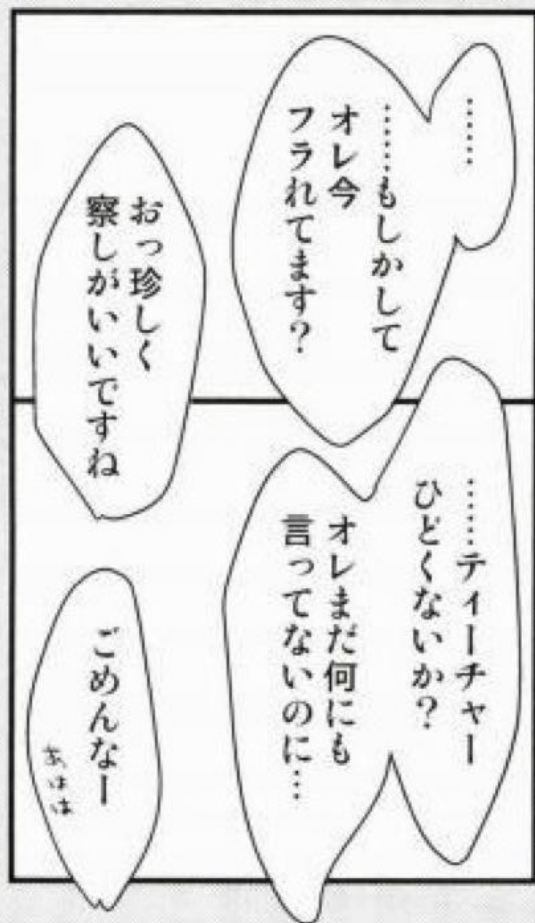 ……
……もしかして
オレ今
フラれてます?
おっ珍しく
察しがいいですね
……ティーチャー
ひどくないか?
オレまだ何にも
言ってないのに…
ごめんなー
あはは